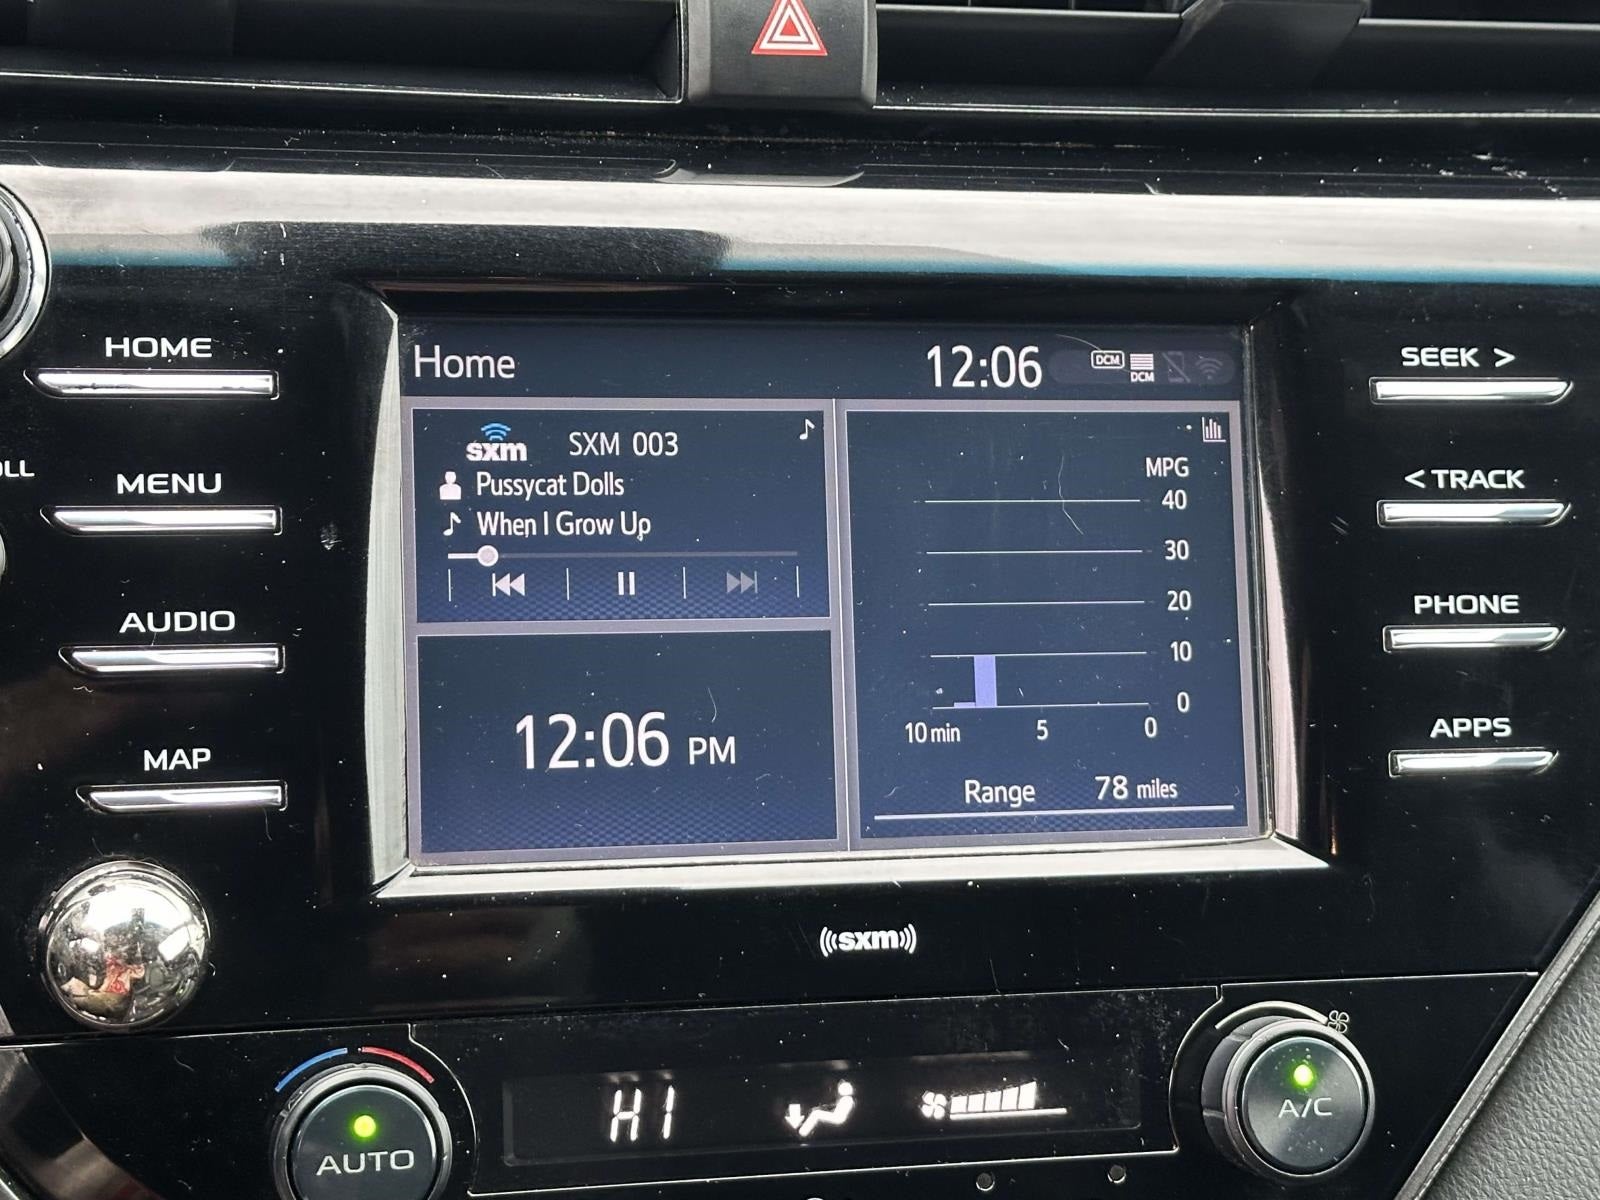 HOME
MENU
AUDIO
MAP
Home
12:06
DCM
DCM
sxm SXM 003
Pussycat Dolls
When I Grow Up
12:06 PM
MPG
40
30
20
10
0
10 min 5 0
Range 78 miles
SEEK >
< TRACK
PHONE
APPS
sxm
HI
AUTO
A/C